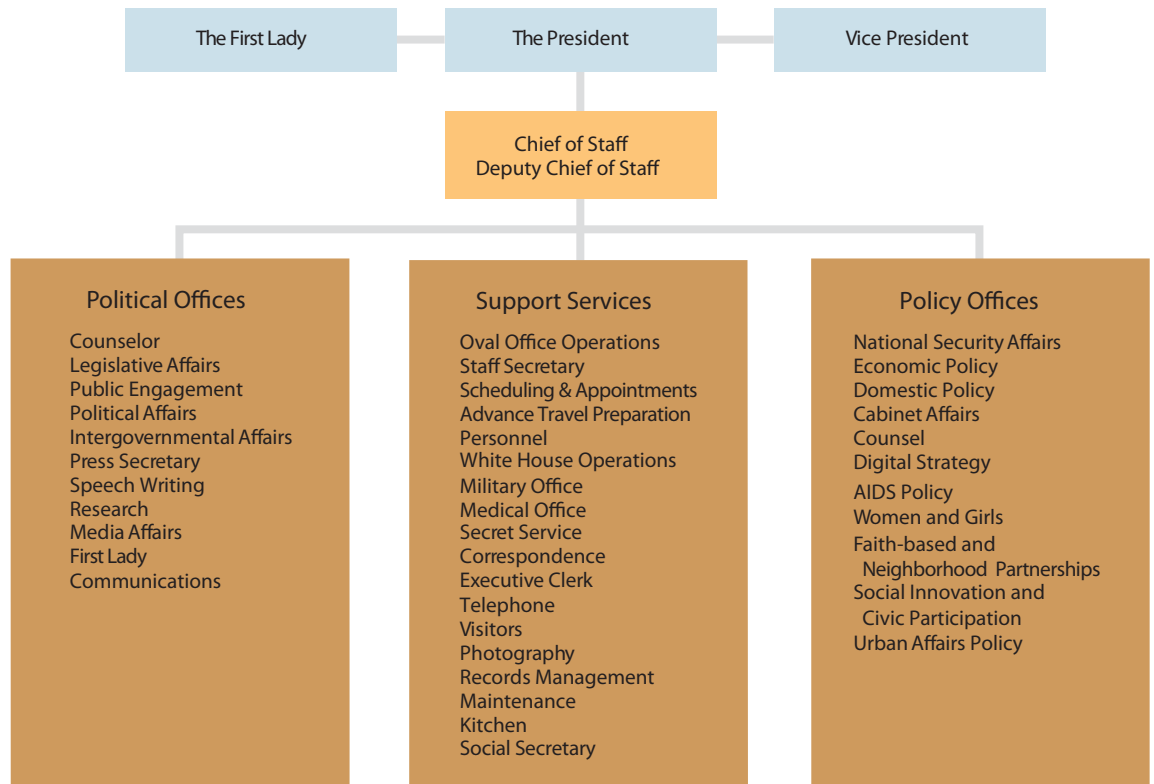 The First Lady
The President
Vice President
Chief of Staff
Deputy Chief of Staff
Political Offices
Counselor
Legislative Affairs
Public Engagement
Political Affairs
Intergovernmental Affairs
Press Secretary
Speech Writing
Research
Media Affairs
First Lady
Communications
Support Services
Oval Office Operations
Staff Secretary
Scheduling & Appointments
Advance Travel Preparation
Personnel
White House Operations
Military Office
Medical Office
Secret Service
Correspondence
Executive Clerk
Telephone
Visitors
Photography
Records Management
Maintenance
Kitchen
Social Secretary
Policy Offices
National Security Affairs
Economic Policy
Domestic Policy
Cabinet Affairs
Counsel
Digital Strategy
AIDS Policy
Women and Girls
Faith-based and
Neighborhood Partnerships
Social Innovation and
Civic Participation
Urban Affairs Policy